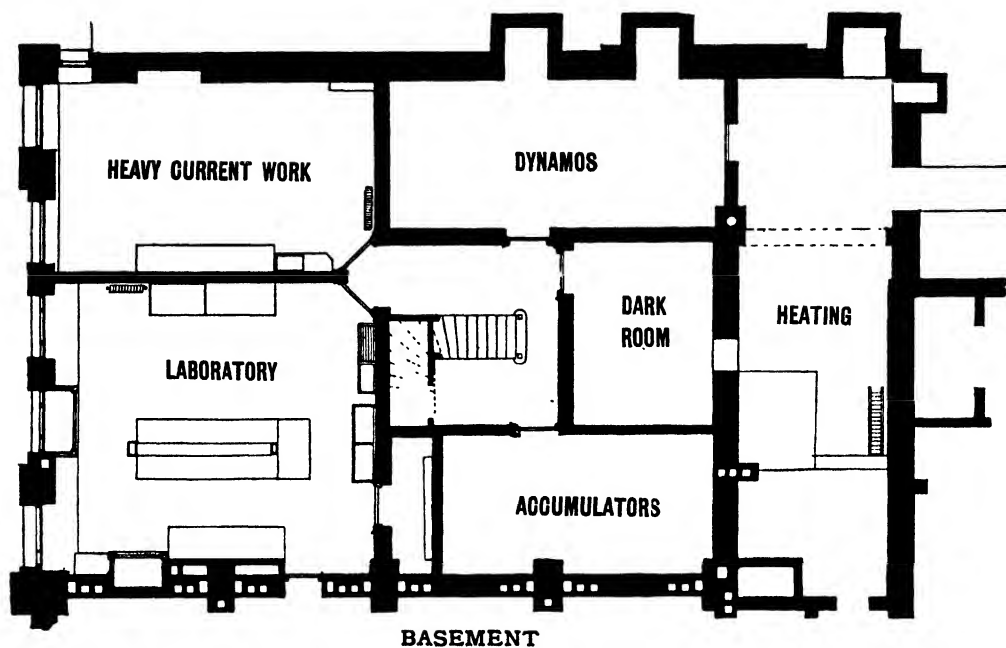 HEAVY CURRENT WORK
DYNAMOS
DARK
ROOM
HEATING
LABORATORY
ACCUMULATORS
BASEMENT